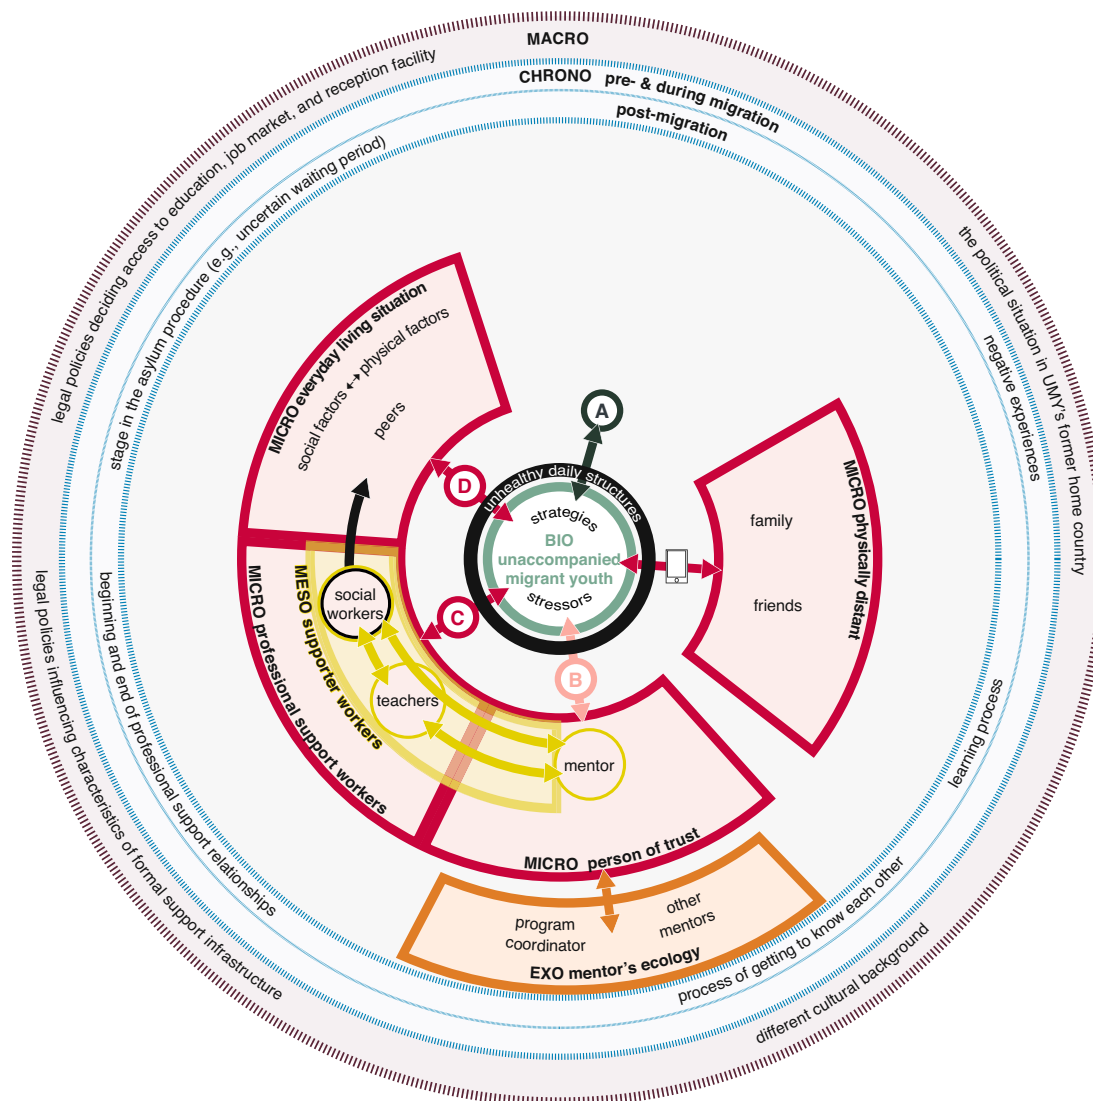 MACRO
CHRONO pre- & during migration
post-migration
legal policies deciding access to education, job market, and reception facility
stage in the asylum procedure (e.g., uncertain waiting period)
the political situation in UMY's former home country
negative experiences
MICRO everyday living situation
social factors ↔ physical factors
peers
A
D
unhealthy daily structures
strategies
BIO
unaccompanied
migrant youth
stressors
C
B
MICRO physically distant
family
friends
MICRO professional support workers
MESO supporter workers
social
workers
teachers
mentor
MICRO person of trust
program
coordinator
other
mentors
EXO mentor's ecology
beginning and end of professional support relationships
legal policies influencing characteristics of formal support infrastructure
learning process
process of getting to know each other
different cultural background